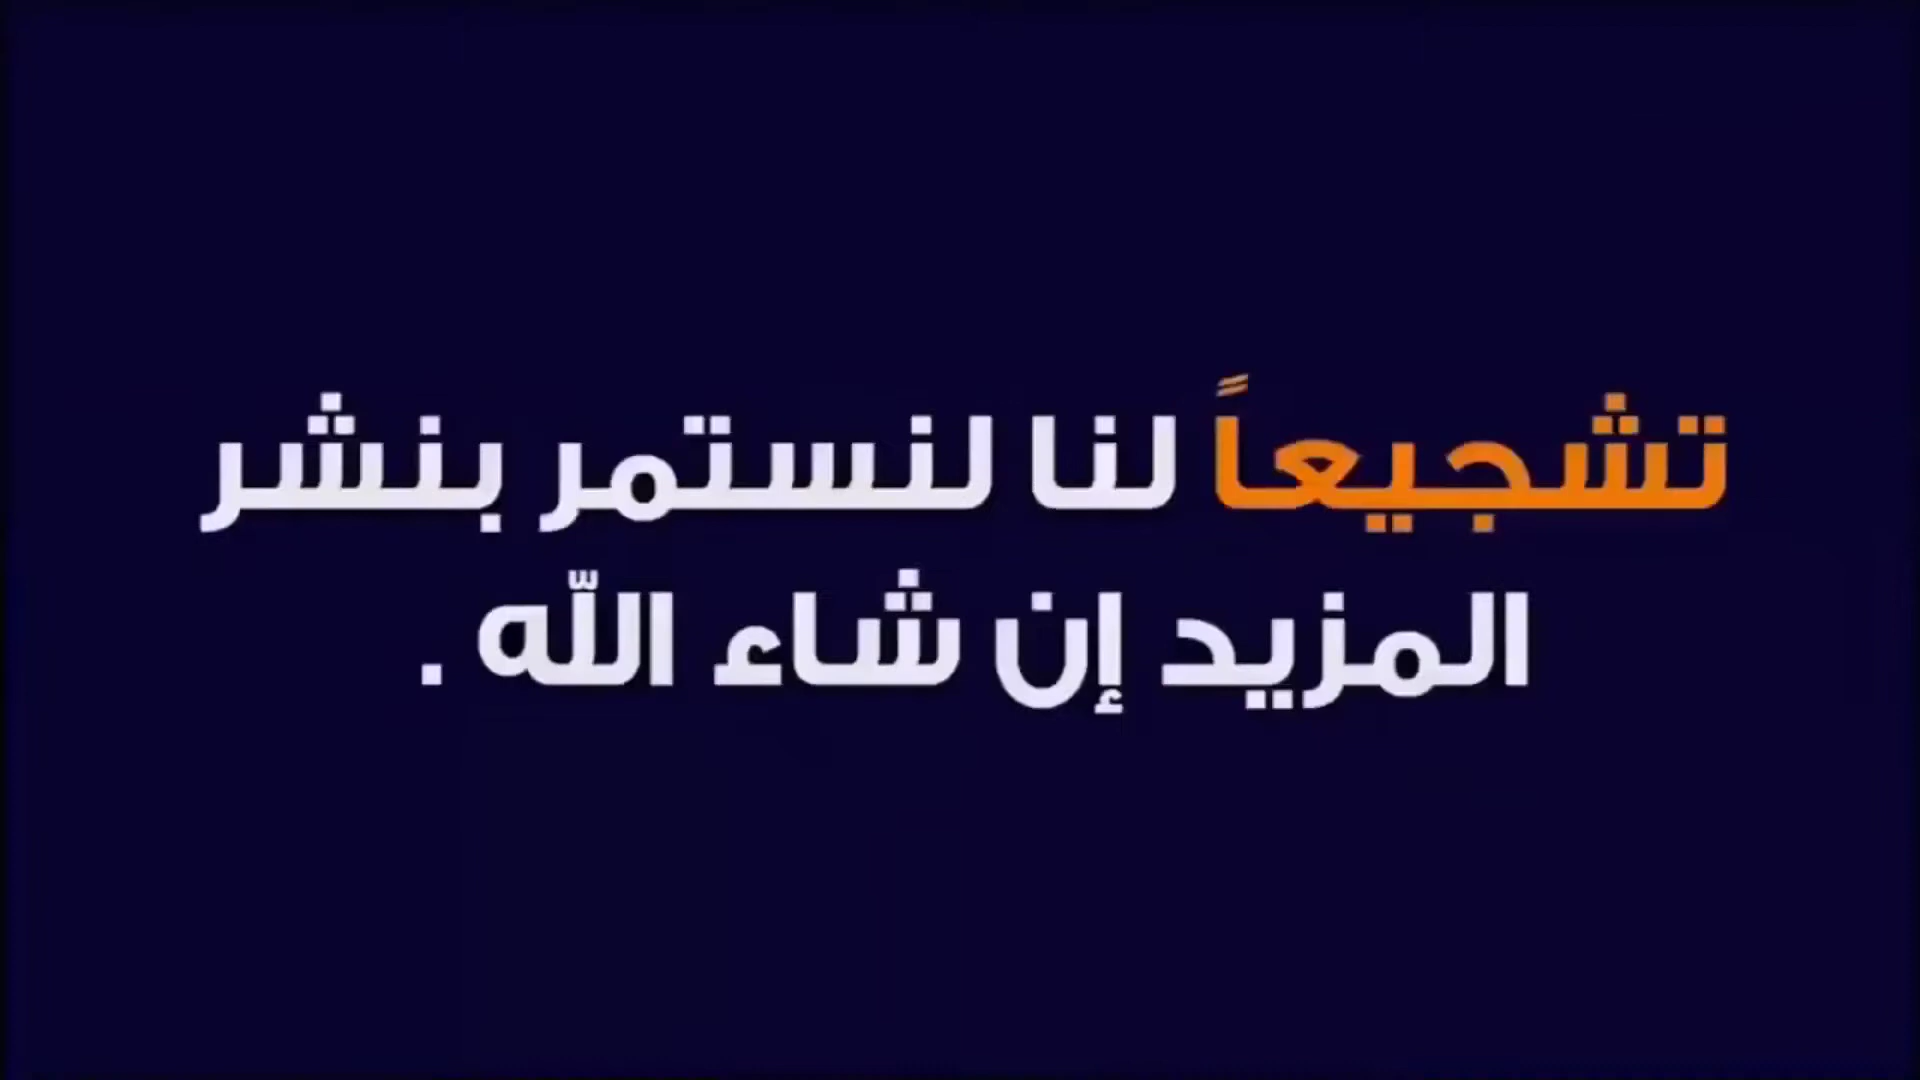 تشجيعاً لنا لنستمر بنشر
المزيد إن شاء اللّه .